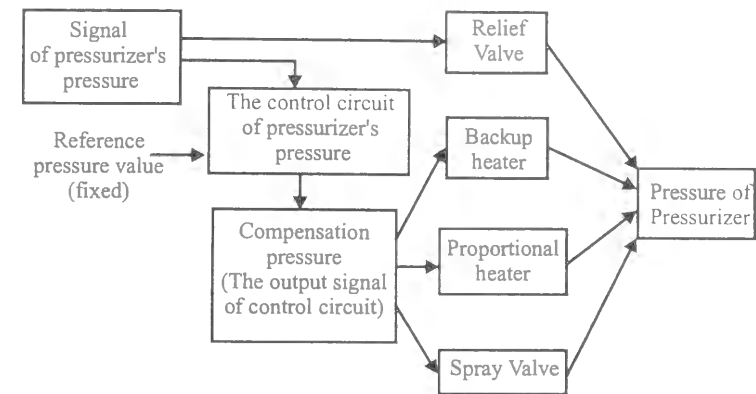 Signal
of pressurizer's
pressure
Relief
Valve
The control circuit
of pressurizer's
pressure
Reference
pressure value
(fixed)
Backup
heater
Pressure of
Pressurizer
Compensation
pressure
(The output signal
of control circuit)
Proportional
heater
Spray Valve